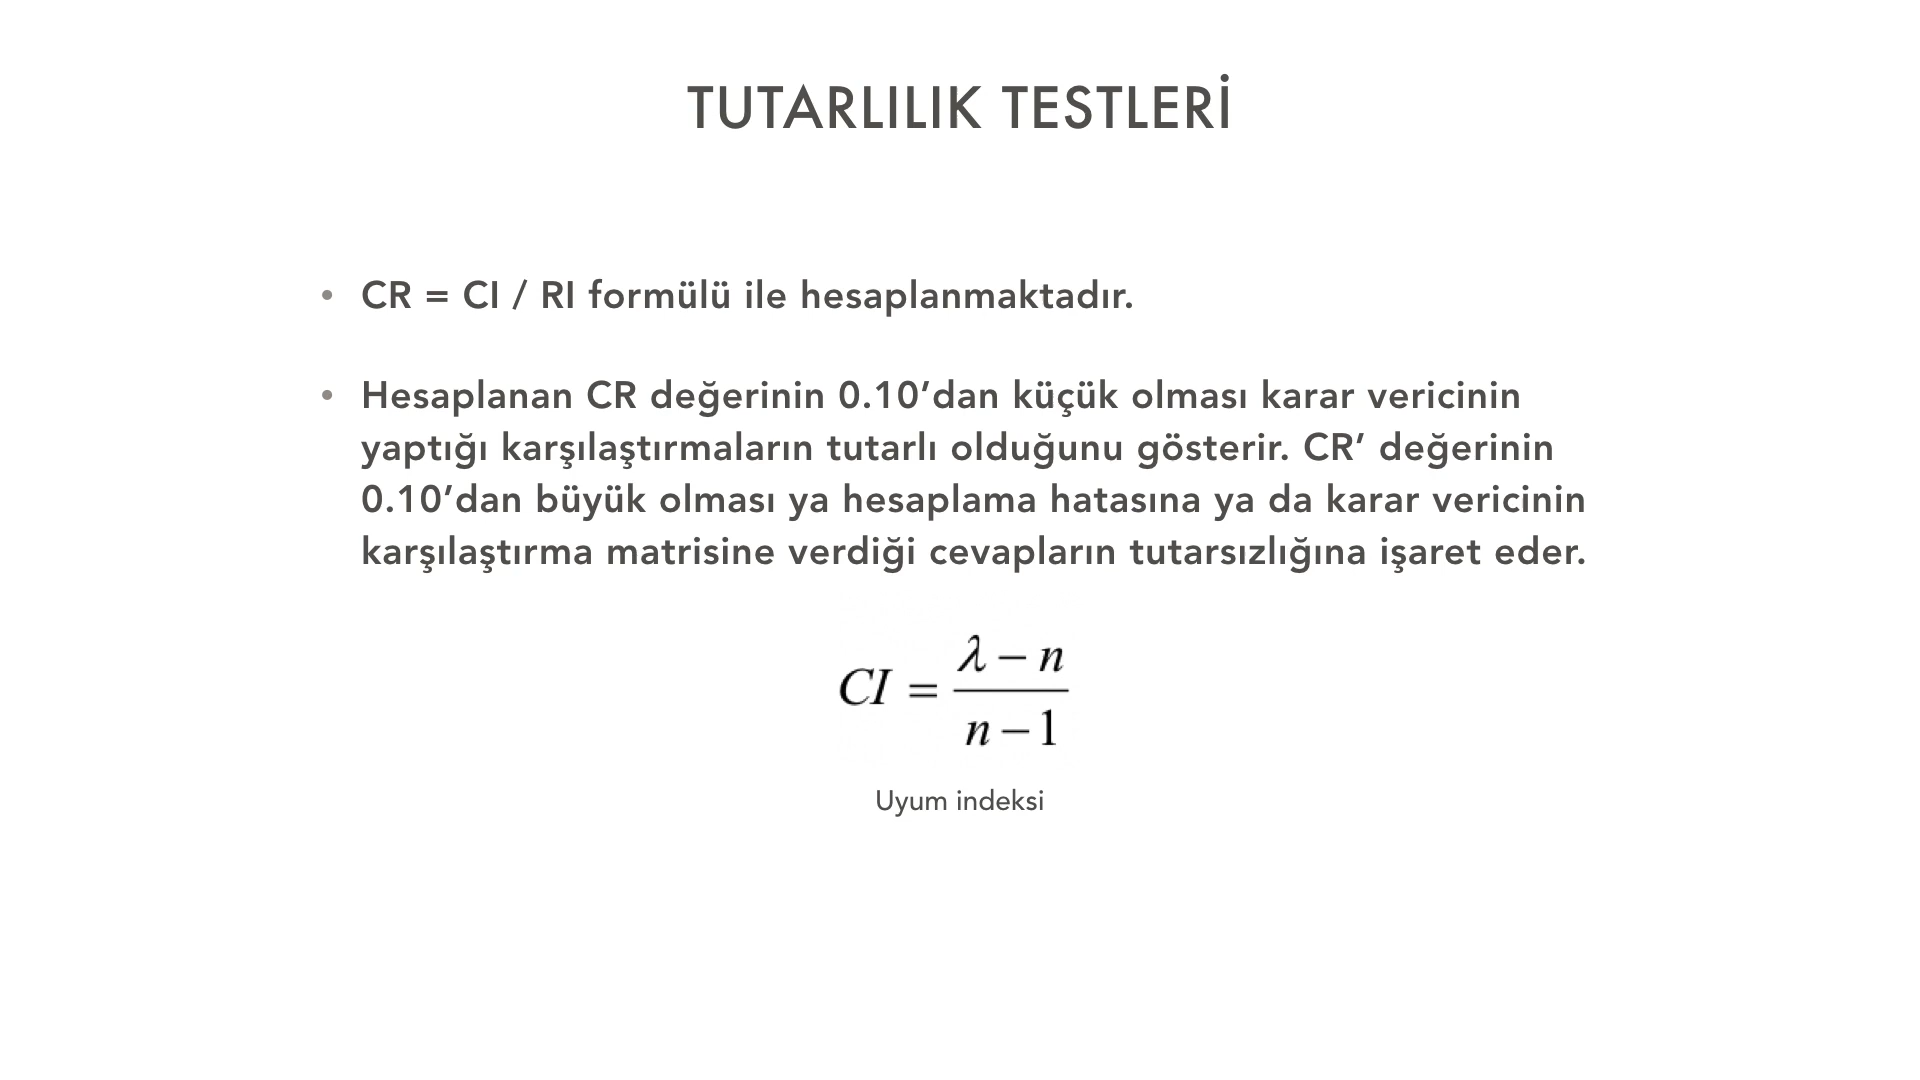 TUTARLILIK TESTLERİ
• CR = CI / RI formülü ile hesaplanmaktadır.
• Hesaplanan CR değerinin 0.10’dan küçük olması karar vericinin
yaptığı karşılaştırmaların tutarlı olduğunu gösterir. CR’ değerinin
0.10’dan büyük olması ya hesaplama hatasına ya da karar vericinin
karşılaştırma matrisine verdiği cevapların tutarsızlığına işaret eder.
λ – n
CI = 
n – 1
Uyum indeksi